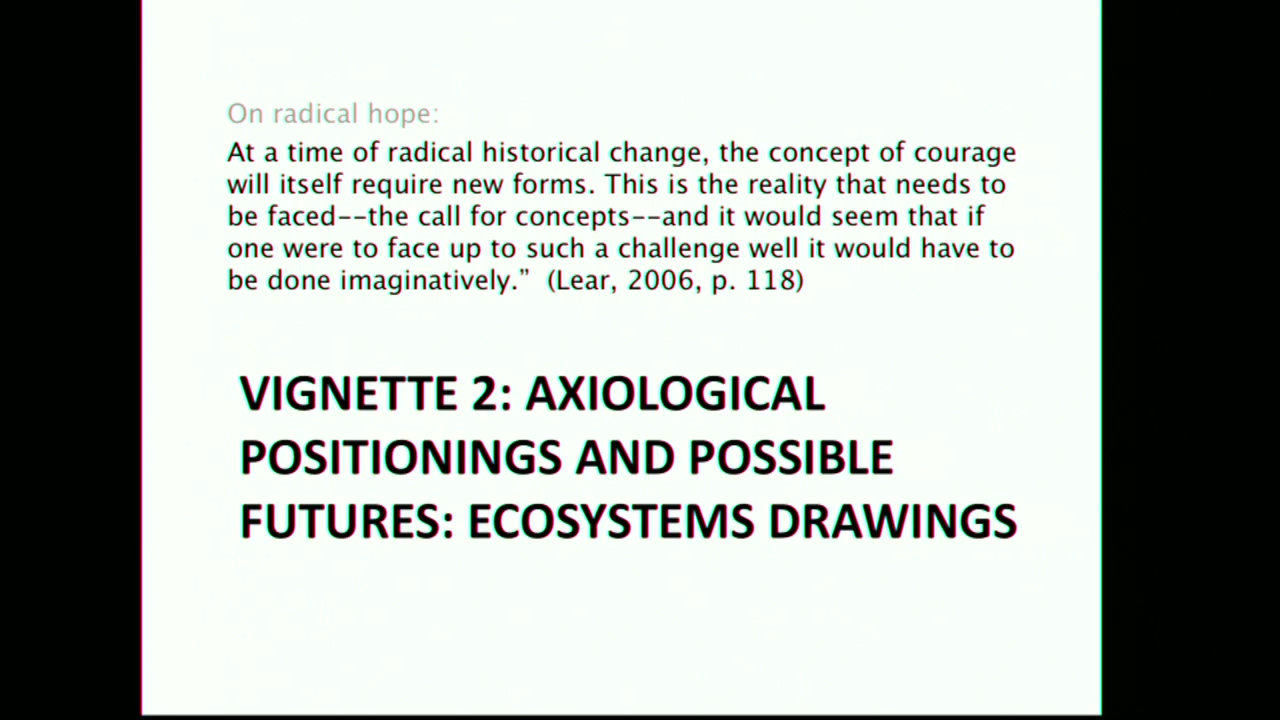 On radical hope:
At a time of radical historical change, the concept of courage
will itself require new forms. This is the reality that needs to
be faced--the call for concepts--and it would seem that if
one were to face up to such a challenge well it would have to
be done imaginatively.”  (Lear, 2006, p. 118)
VIGNETTE 2: AXIOLOGICAL
POSITIONINGS AND POSSIBLE
FUTURES: ECOSYSTEMS DRAWINGS